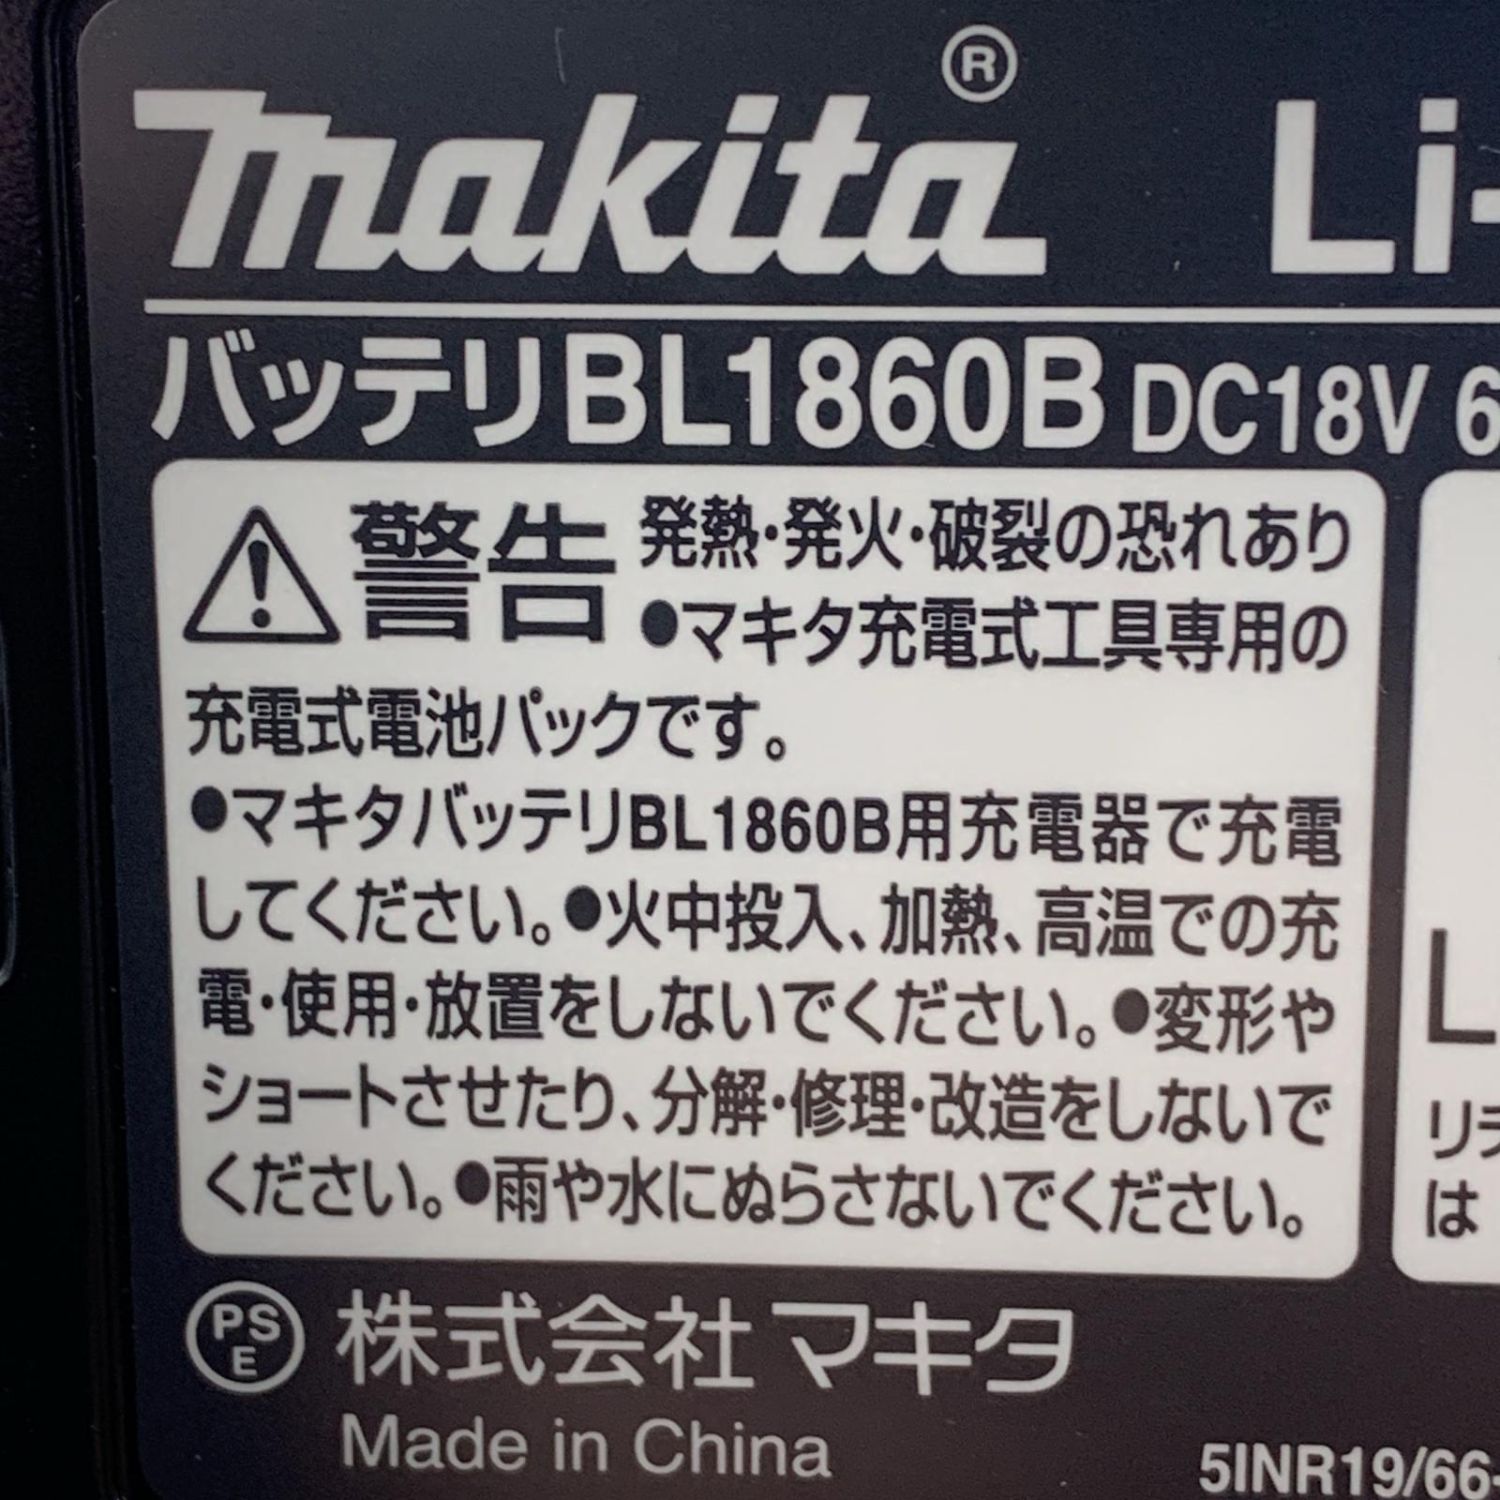 makita® Li-
バッテリBL1860B DC18V 6
警告 発熱・発火・破裂の恐れあり
●マキタ充電式工具専用の
充電式電池パックです。
●マキタバッテリBL1860B用充電器で充電
してください。●火中投入、加熱、高温での充
電・使用・放置をしないでください。●変形や
ショートさせたり、分解・修理・改造をしないで
ください。●雨や水にぬらさないでください。
L
リチ
は
PSE 株式会社マキタ
Made in China
5INR19/66-